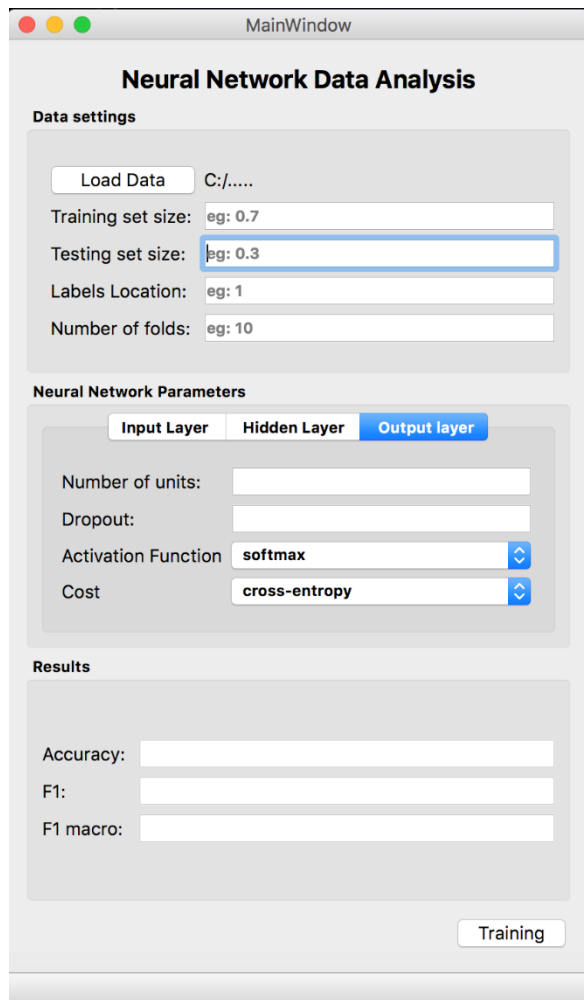 MainWindow
Neural Network Data Analysis
Data settings
Load Data C:/.....
Training set size: eg: 0.7
Testing set size: eg: 0.3
Labels Location: eg: 1
Number of folds: eg: 10
Neural Network Parameters
Input Layer Hidden Layer Output layer
Number of units:
Dropout:
Activation Function softmax
Cost cross-entropy
Results
Accuracy:
F1:
F1 macro:
Training